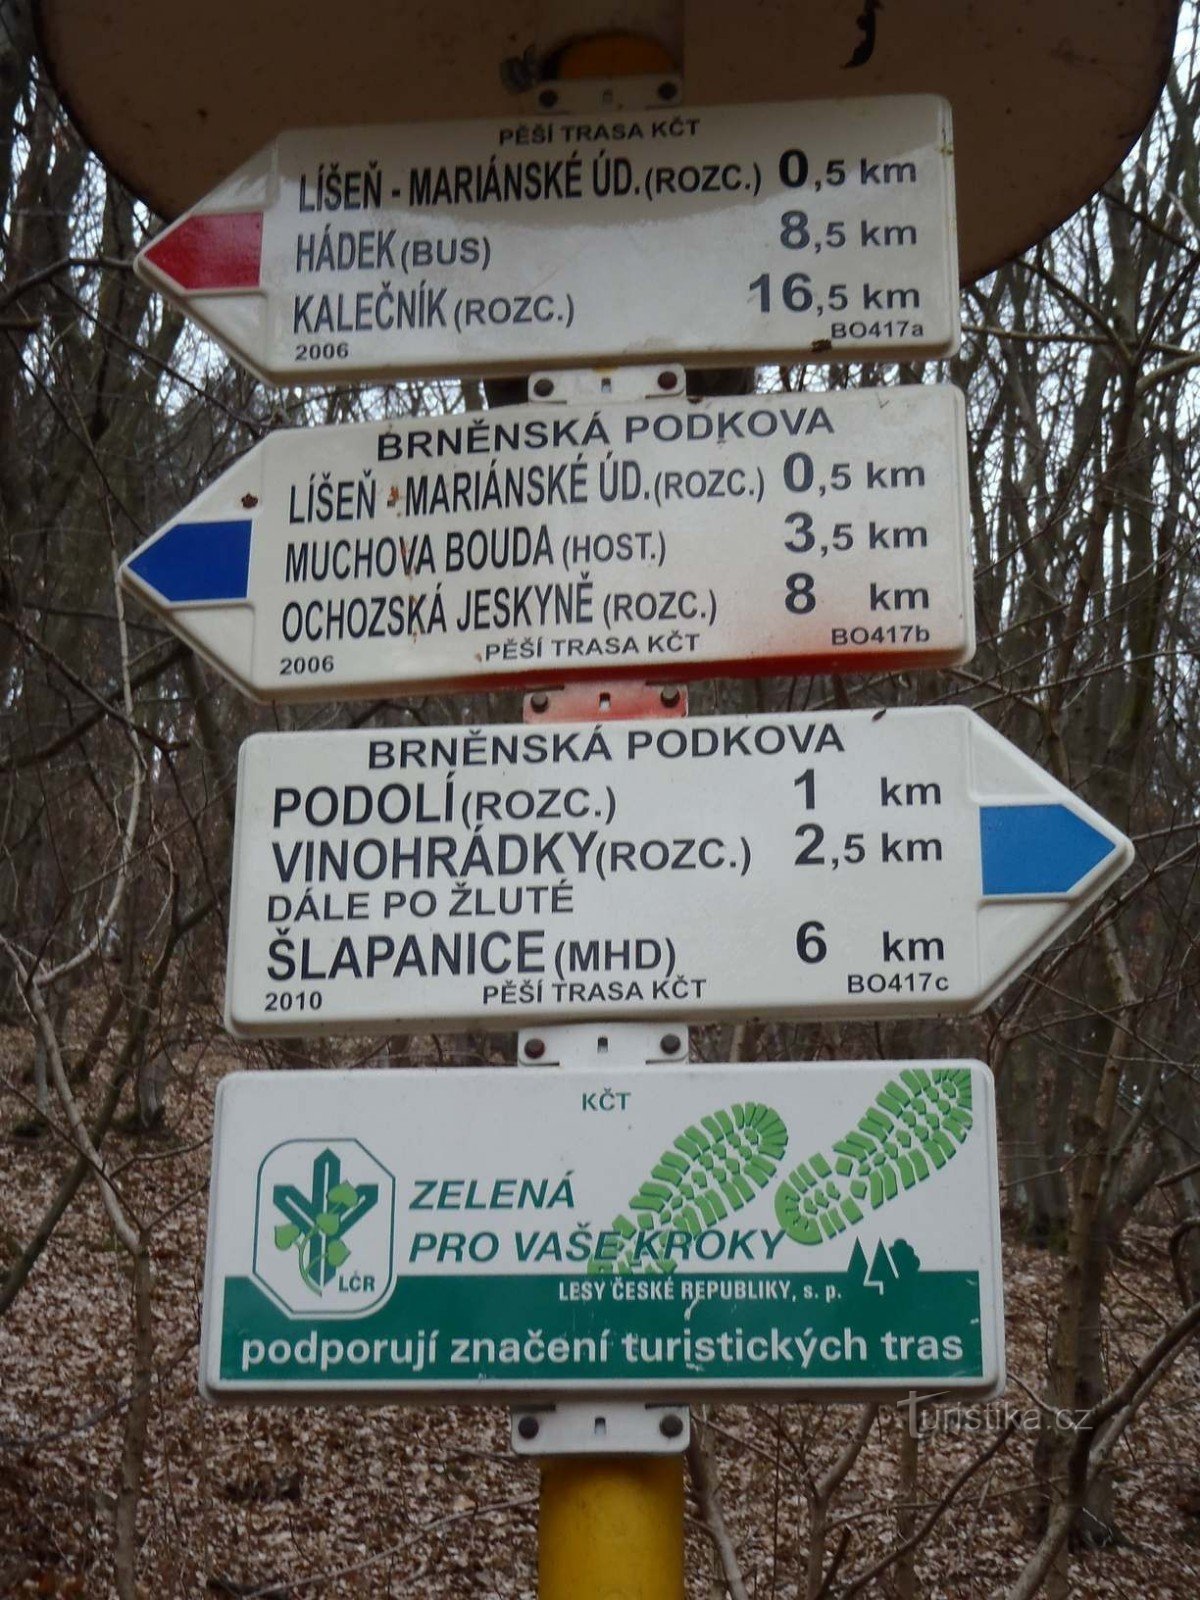 PĚŠÍ TRASA KČT
LÍŠEŇ - MARIÁNSKÉ ÚD.(ROZC.) 0,5 km
HÁDEK(BUS) 8,5 km
KALEČNÍK(ROZC.) 16,5 km
2006 BO417a
BRNĚNSKÁ PODKOVA
LÍŠEŇ - MARIÁNSKÉ ÚD.(ROZC.) 0,5 km
MUCHOVA BOUDA(HOST.) 3,5 km
OCHOZSKÁ JESKYNĚ(ROZC.) 8 km
2006 PĚŠÍ TRASA KČT BO417b
BRNĚNSKÁ PODKOVA
PODOLÍ(ROZC.) 1 km
VINOHRÁDKY(ROZC.) 2,5 km
DÁLE PO ŽLUTÉ
ŠLAPANICE(MHD) 6 km
2010 PĚŠÍ TRASA KČT BO417c
KČT
ZELENÁ
PRO VAŠE KROKY
LČR
LESY ČESKÉ REPUBLIKY, s. p.
podporují značení turistických tras
Turistika.cz